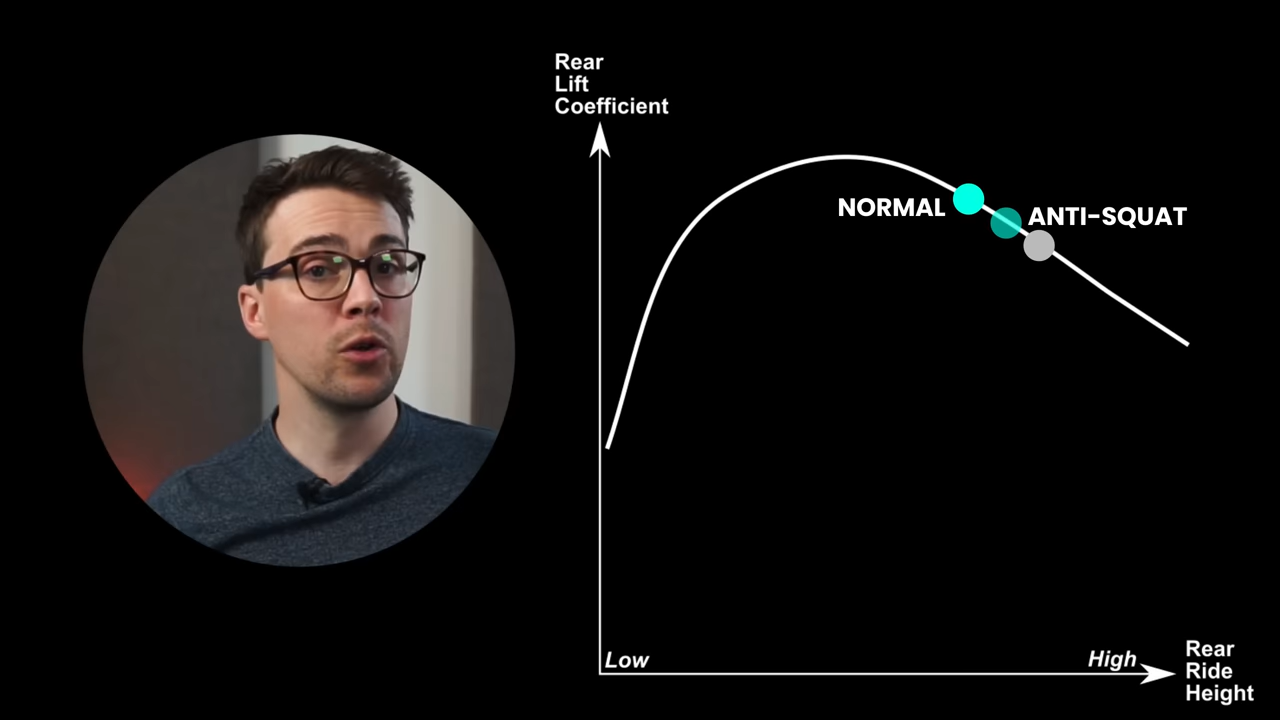 Rear
Lift
Coefficient
NORMAL
ANTI-SQUAT
Low
High
Rear
Ride
Height